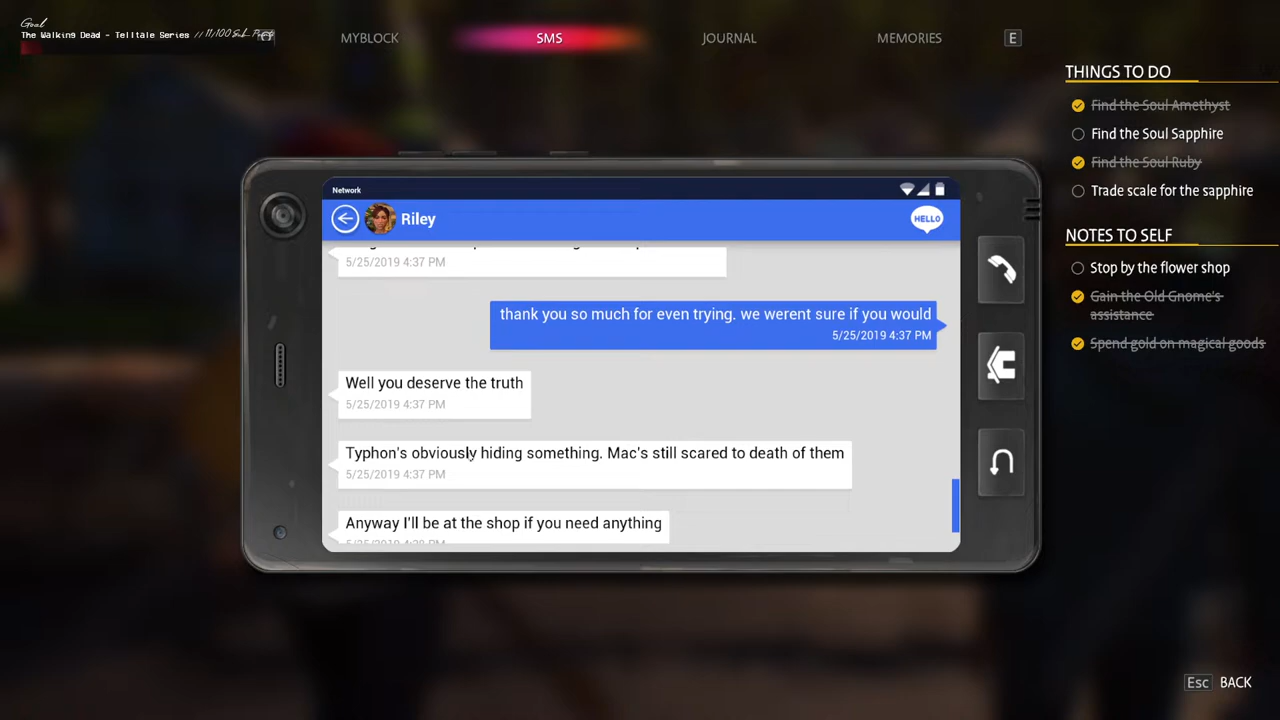 Goal
The Walking Dead - Telltale Series // 11/100 Sub
MYBLOCK
SMS
JOURNAL
MEMORIES
E
THINGS TO DO
Find the Soul Amethyst
Find the Soul Sapphire
Find the Soul Ruby
Trade scale for the sapphire
NOTES TO SELF
Stop by the flower shop
Gain the Old Gnome's
assistance
Spend gold on magical goods
Network
Riley
HELLO
5/25/2019 4:37 PM
thank you so much for even trying. we werent sure if you would
5/25/2019 4:37 PM
Well you deserve the truth
5/25/2019 4:37 PM
Typhon's obviously hiding something. Mac's still scared to death of them
5/25/2019 4:37 PM
Anyway I'll be at the shop if you need anything
Esc BACK